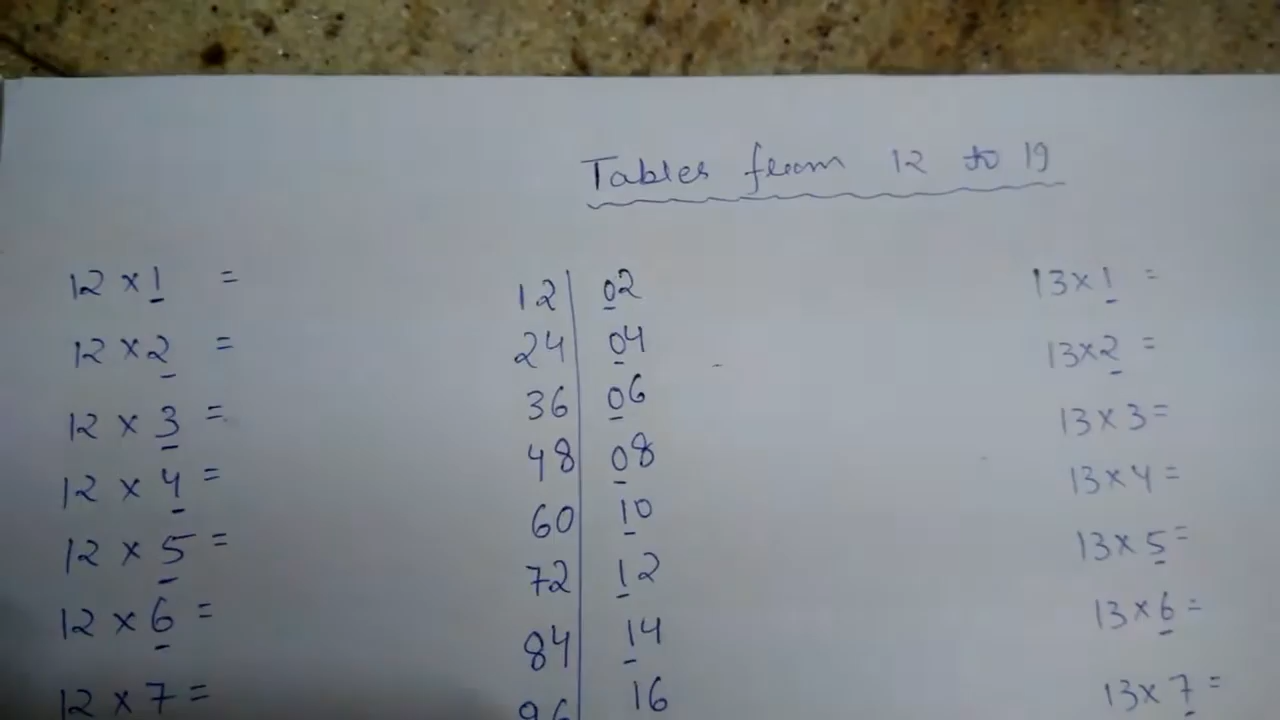 Tables from 12 to 19
12 × 1 = 12 | 02 13×1 =
12 × 2 = 24 | 04 13×2 =
12 × 3 = 36 | 06 13×3 =
12 × 4 = 48 | 08 13×4 =
12 × 5 = 60 | 10 13×5 =
12 × 6 = 72 | 12 13×6 =
12 × 7 = 84 | 14 13×7 =
96 | 16